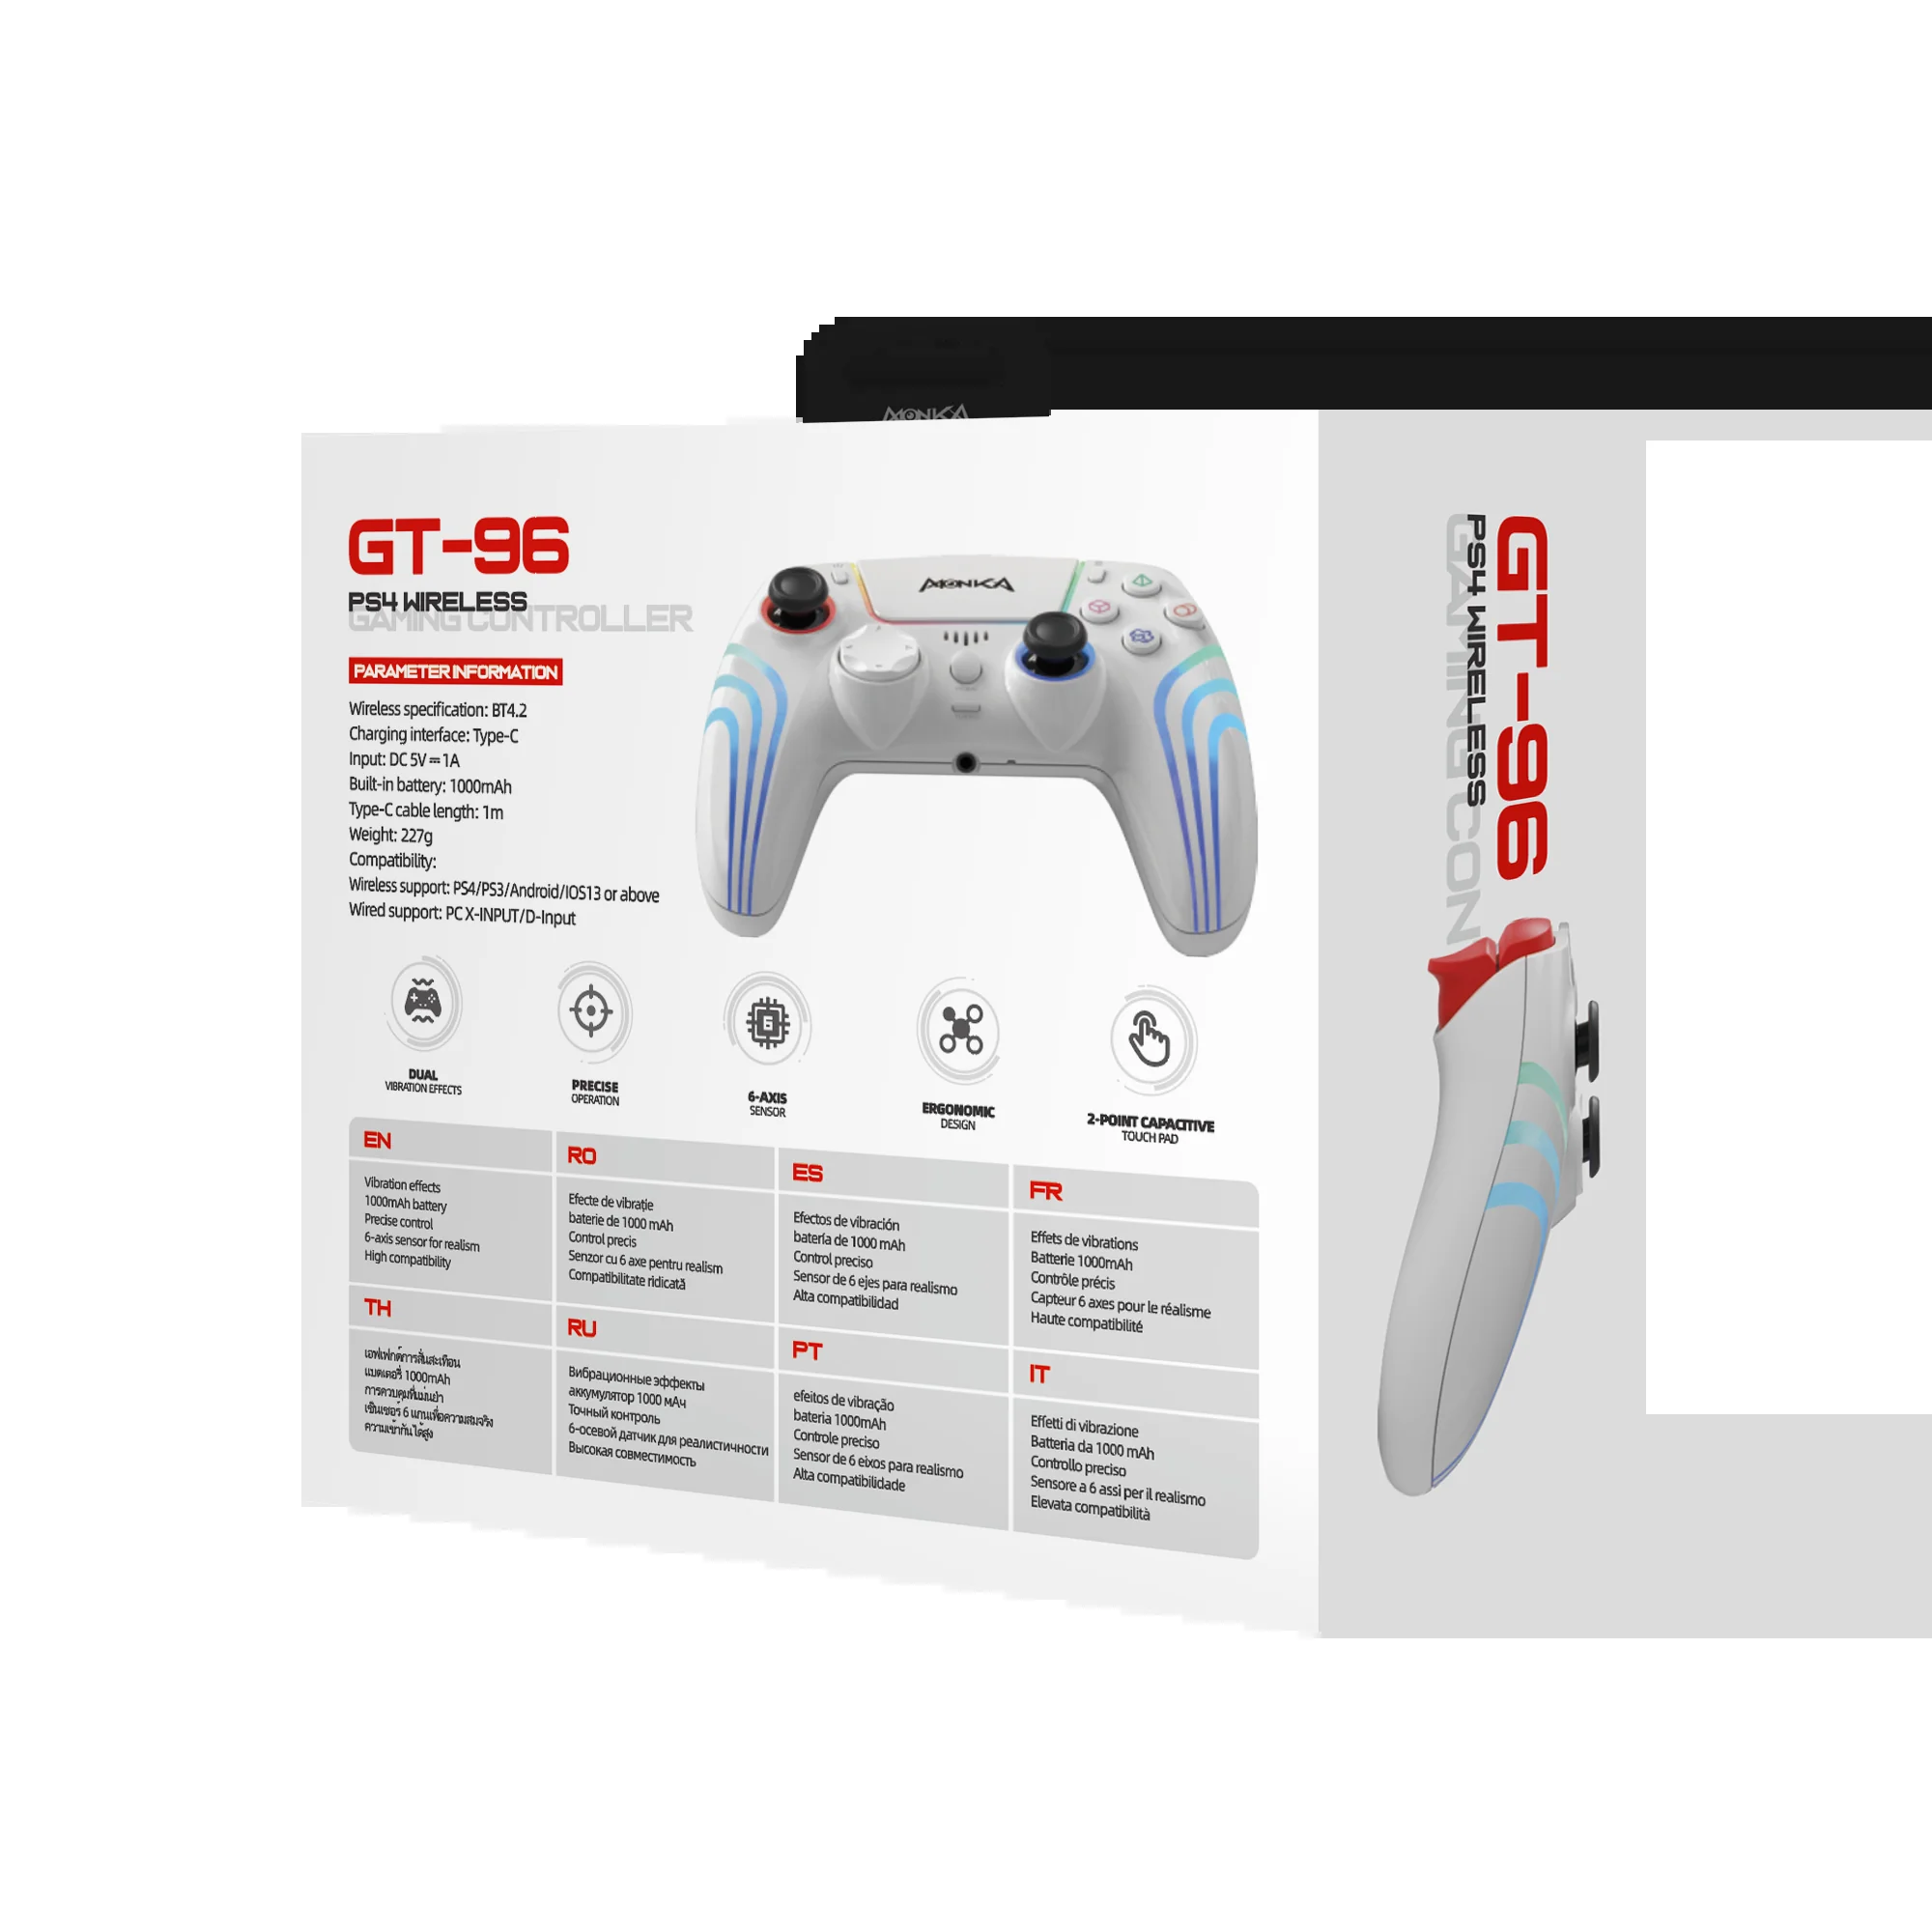 MONKA
GT-96
PS4 WIRELESS
GAMING CONTROLLER
MONKA
PARAMETER INFORMATION
Wireless specification: BT4.2
Charging interface: Type-C
Input: DC 5V⎓1A
Built-in battery: 1000mAh
Type-C cable length: 1m
Weight: 227g
Compatibility:
Wireless support: PS4/PS3/Android/IOS13 or above
Wired support: PC X-INPUT/D-Input
DUAL
VIBRATION EFFECTS
PRECISE
OPERATION
6
6-AXIS
SENSOR
ERGONOMIC
DESIGN
2-POINT CAPACITIVE
TOUCH PAD
EN
Vibration effects
1000mAh battery
Precise control
6-axis sensor for realism
High compatibility
RO
Efecte de vibrație
baterie de 1000 mAh
Control precis
Senzor cu 6 axe pentru realism
Compatibilitate ridicată
ES
Efectos de vibración
batería de 1000 mAh
Control preciso
Sensor de 6 ejes para realismo
Alta compatibilidad
FR
Effets de vibrations
Batterie 1000mAh
Contrôle précis
Capteur 6 axes pour le réalisme
Haute compatibilité
TH
เอฟเฟกต์การสั่นสะเทือน
แบตเตอรี่ 1000mAh
การควบคุมที่แม่นยำ
เซ็นเซอร์ 6 แกนเพื่อความสมจริง
ความเข้ากันได้สูง
RU
Вибрационные эффекты
аккумулятор 1000 мАч
Точный контроль
6-осевой датчик для реалистичности
Высокая совместимость
PT
efeitos de vibração
bateria 1000mAh
Controle preciso
Sensor de 6 eixos para realismo
Alta compatibilidade
IT
Effetti di vibrazione
Batteria da 1000 mAh
Controllo preciso
Sensore a 6 assi per il realismo
Elevata compatibilità
GT-96
PS4 WIRELESS
GAMING CON